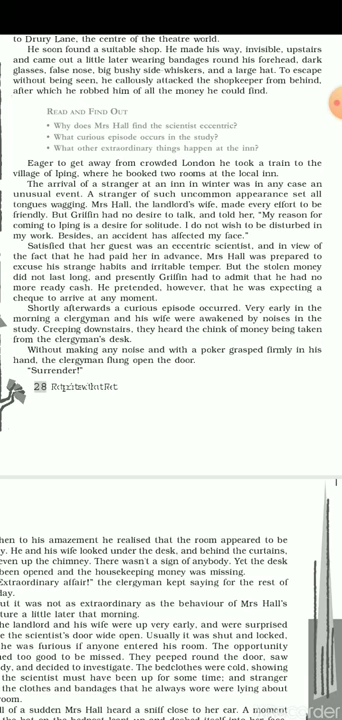 to Drury Lane, the centre of the theatre world.
He soon found a suitable shop. He made his way, invisible, upstairs
and came out a little later wearing bandages round his forehead, dark
glasses, false nose, big bushy side-whiskers, and a large hat. To escape
without being seen, he callously attacked the shopkeeper from behind,
after which he robbed him of all the money he could find.
READ AND FIND OUT
• Why does Mrs Hall find the scientist eccentric?
• What curious episode occurs in the study?
• What other extraordinary things happen at the inn?
Eager to get away from crowded London he took a train to the
village of Iping, where he booked two rooms at the local inn.
The arrival of a stranger at an inn in winter was in any case an
unusual event. A stranger of such uncommon appearance set all
tongues wagging. Mrs Hall, the landlord's wife, made every effort to be
friendly. But Griffin had no desire to talk, and told her, “My reason for
coming to Iping is a desire for solitude. I do not wish to be disturbed in
my work. Besides, an accident has affected my face.”
Satisfied that her guest was an eccentric scientist, and in view of
the fact that he had paid her in advance, Mrs Hall was prepared to
excuse his strange habits and irritable temper. But the stolen money
did not last long, and presently Griffin had to admit that he had no
more ready cash. He pretended, however, that he was expecting a
cheque to arrive at any moment.
Shortly afterwards a curious episode occurred. Very early in the
morning a clergyman and his wife were awakened by noises in the
study. Creeping downstairs, they heard the chink of money being taken
from the clergyman's desk.
Without making any noise and with a poker grasped firmly in his
hand, the clergyman flung open the door.
“Surrender!”
28
hen to his amazement he realised that the room appeared to be
y. He and his wife looked under the desk, and behind the curtains,
even up the chimney. There wasn't a sign of anybody. Yet the desk
been opened and the housekeeping money was missing.
Extraordinary affair!” the clergyman kept saying for the rest of
day.
ut it was not as extraordinary as the behaviour of Mrs Hall's
ture a little later that morning.
he landlord and his wife were up very early, and were surprised
e the scientist's door wide open. Usually it was shut and locked,
he was furious if anyone entered his room. The opportunity
ned too good to be missed. They peeped round the door, saw
dy, and decided to investigate. The bedclothes were cold, showing
the scientist must have been up for some time; and stranger
the clothes and bandages that he always wore were lying about
room.
ll of a sudden Mrs Hall heard a sniff close to her ear. A moment
the hat on the bedpost leapt up and dashed itself into her face.